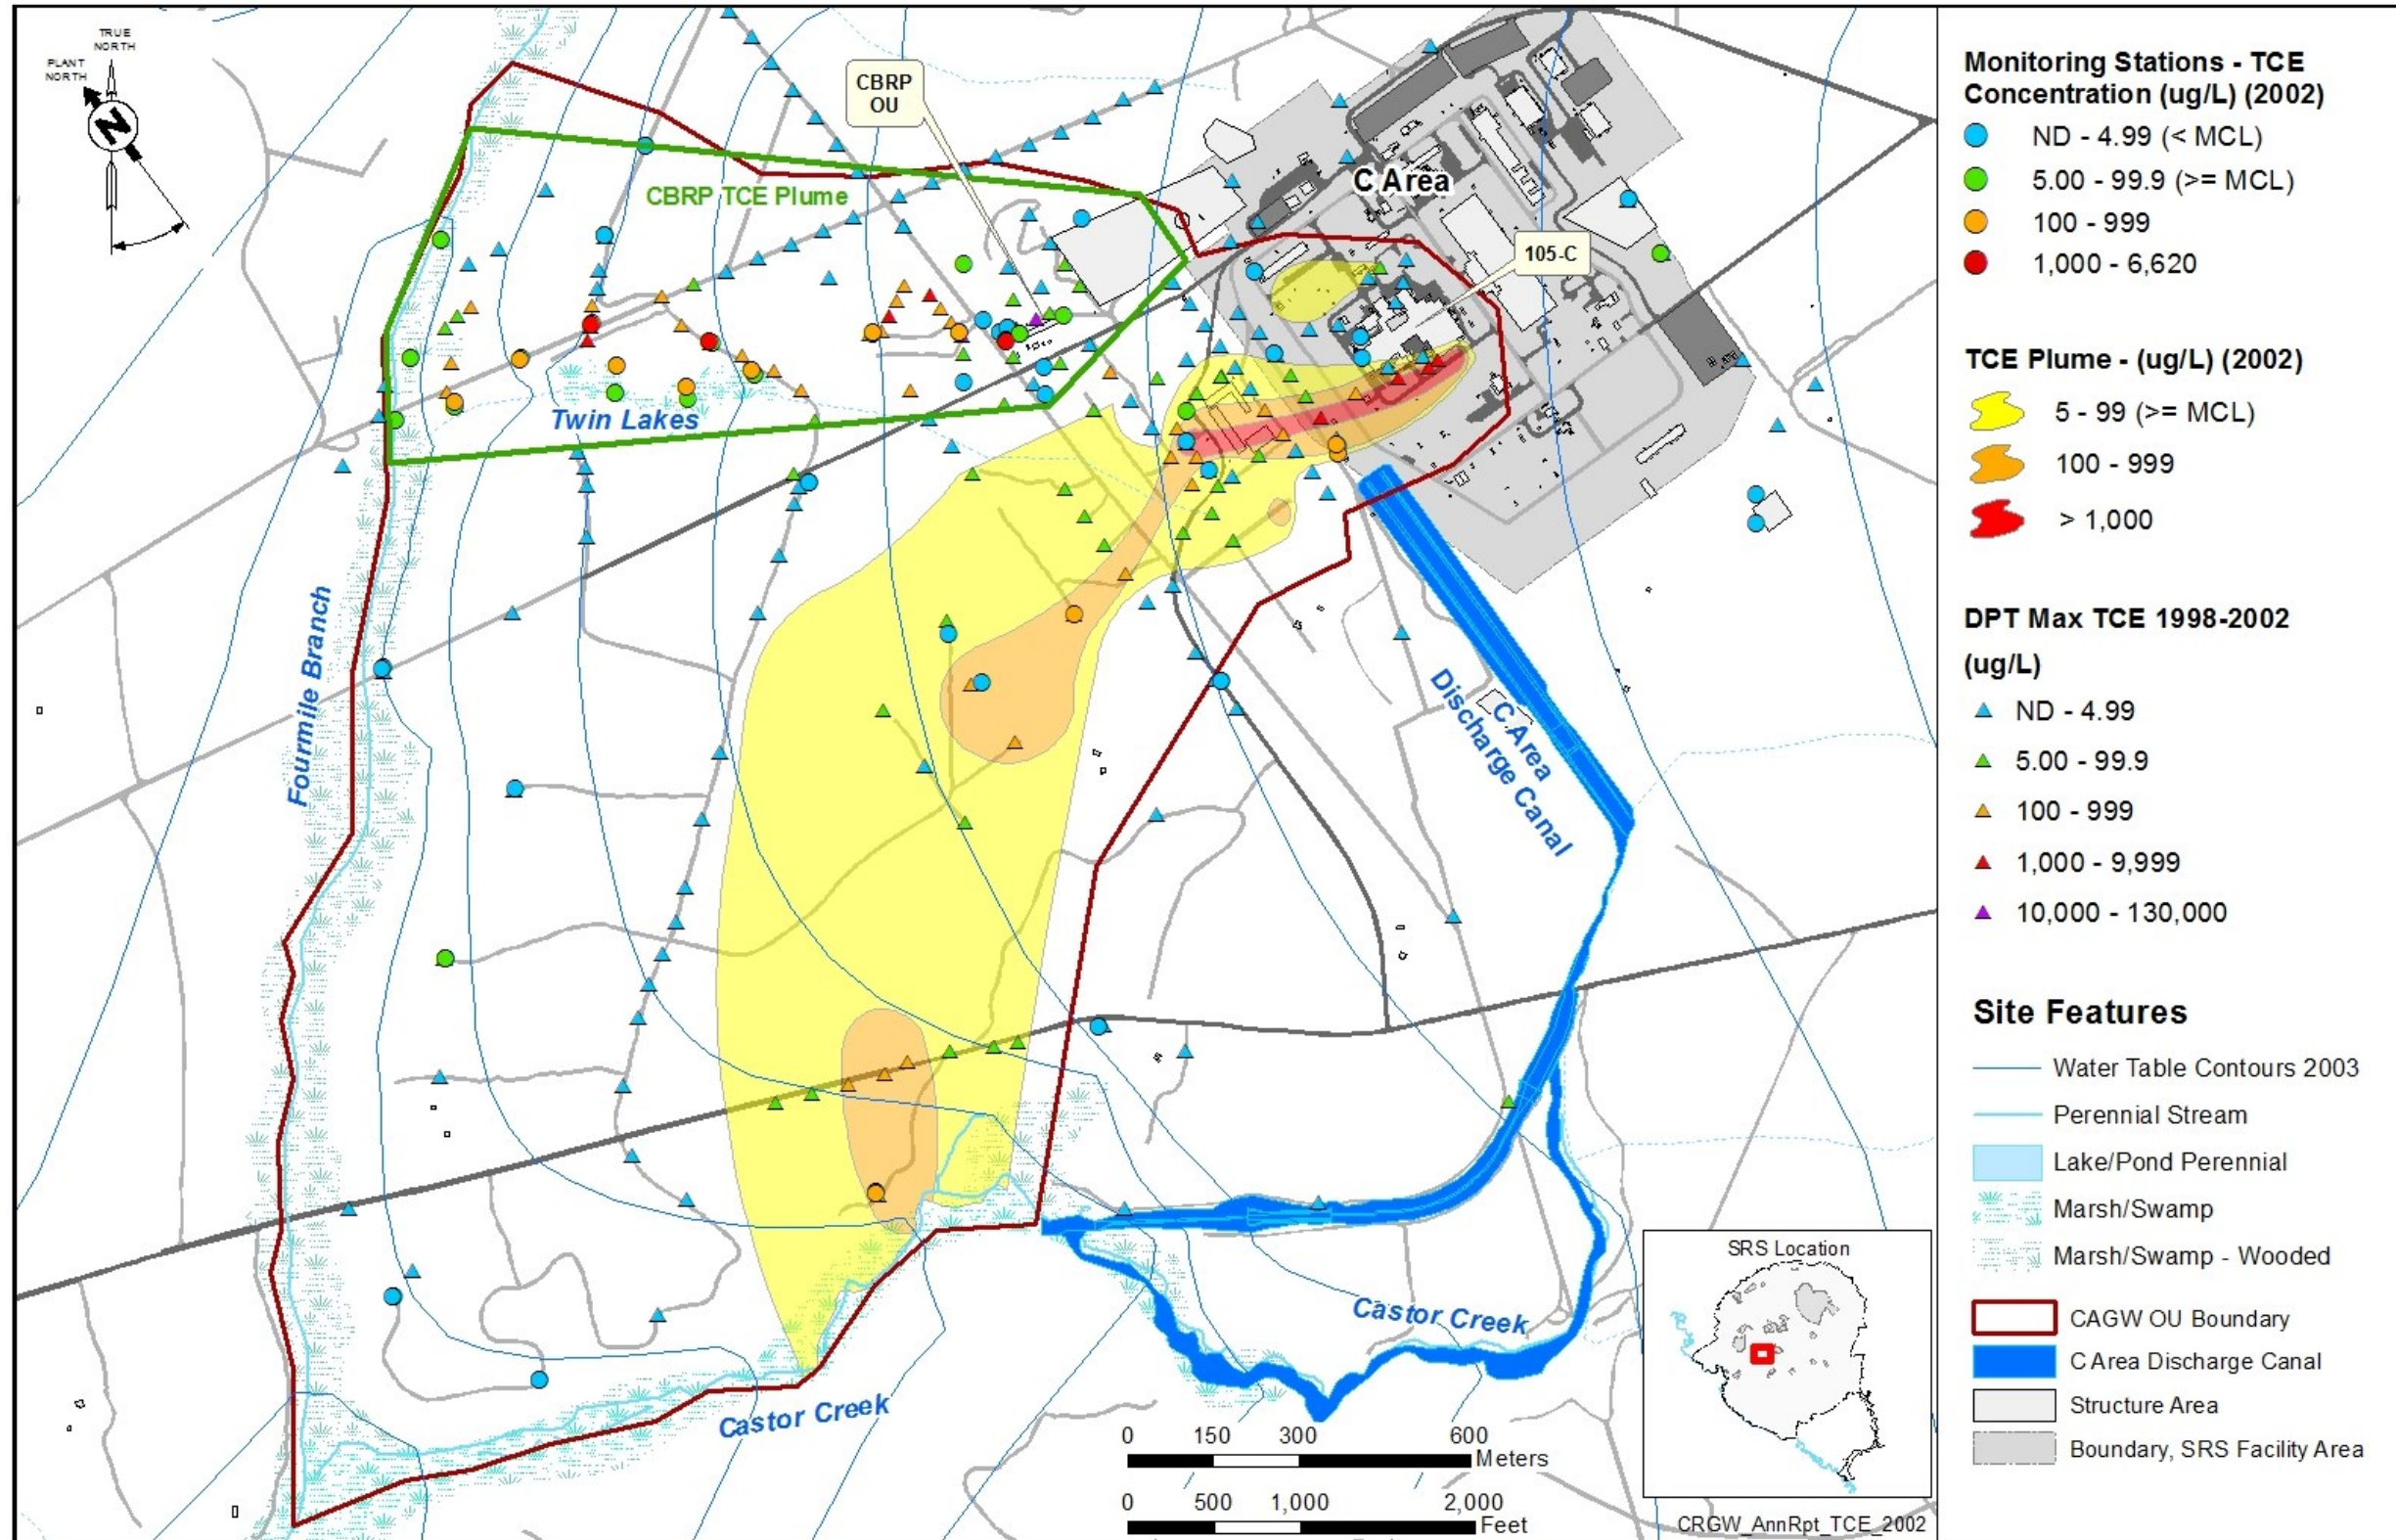 TRUE
NORTH
PLANT
NORTH
N
CBRP
OU
CBRP TCE Plume
C Area
105-C
Twin Lakes
Fourmile Branch
C Area
Discharge Canal
Castor Creek
Castor Creek
0 150 300 600
Meters
0 500 1,000 2,000
Feet
SRS Location
CRGW_AnnRpt_TCE_2002
Monitoring Stations - TCE
Concentration (ug/L) (2002)
ND - 4.99 (< MCL)
5.00 - 99.9 (>= MCL)
100 - 999
1,000 - 6,620
TCE Plume - (ug/L) (2002)
5 - 99 (>= MCL)
100 - 999
> 1,000
DPT Max TCE 1998-2002
(ug/L)
ND - 4.99
5.00 - 99.9
100 - 999
1,000 - 9,999
10,000 - 130,000
Site Features
Water Table Contours 2003
Perennial Stream
Lake/Pond Perennial
Marsh/Swamp
Marsh/Swamp - Wooded
CAGW OU Boundary
C Area Discharge Canal
Structure Area
Boundary, SRS Facility Area